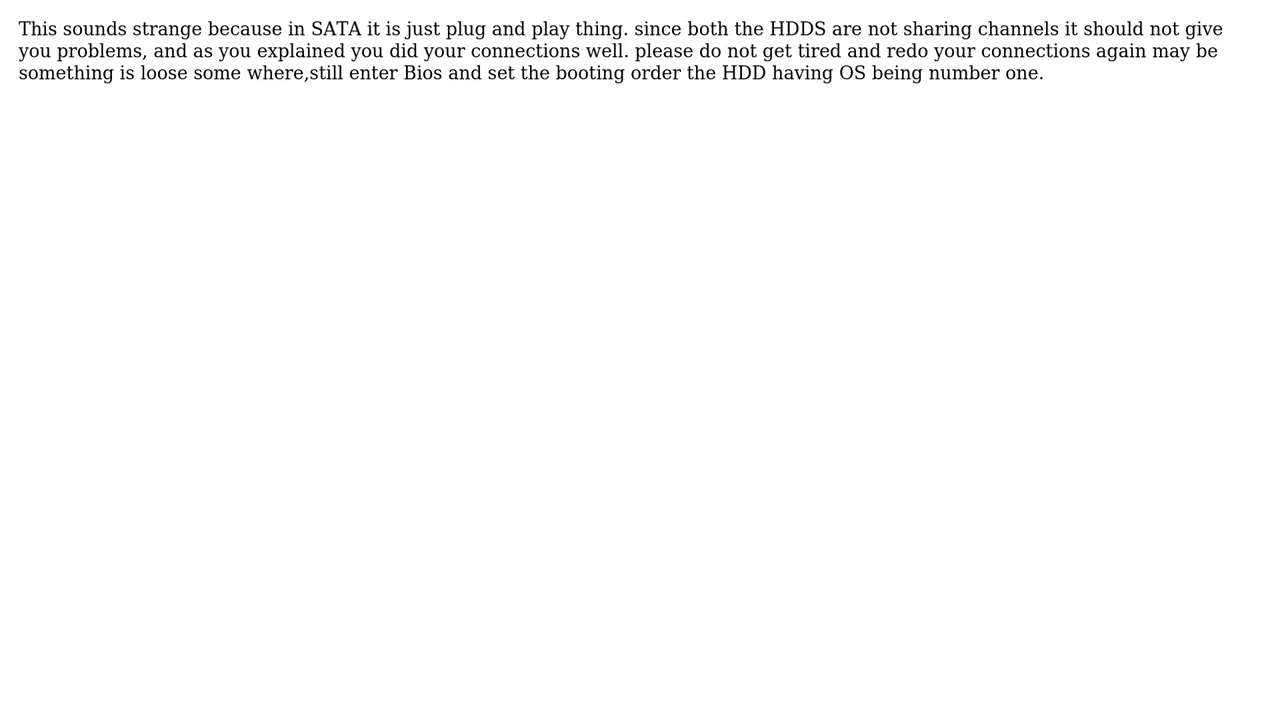 This sounds strange because in SATA it is just plug and play thing. since both the HDDS are not sharing channels it should not give
you problems, and as you explained you did your connections well. please do not get tired and redo your connections again may be
something is loose some where,still enter Bios and set the booting order the HDD having OS being number one.